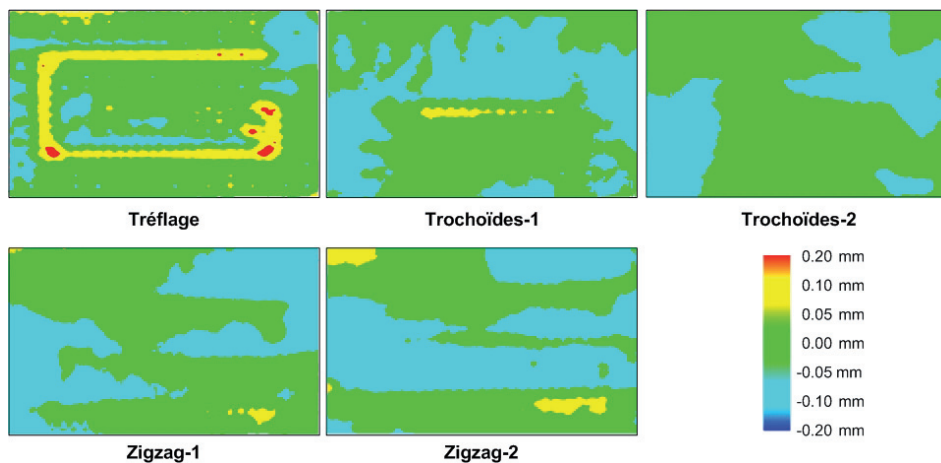 Tréflage
Trochoïdes-1
Trochoïdes-2
Zigzag-1
Zigzag-2
0.20 mm
0.10 mm
0.05 mm
0.00 mm
-0.05 mm
-0.10 mm
-0.20 mm